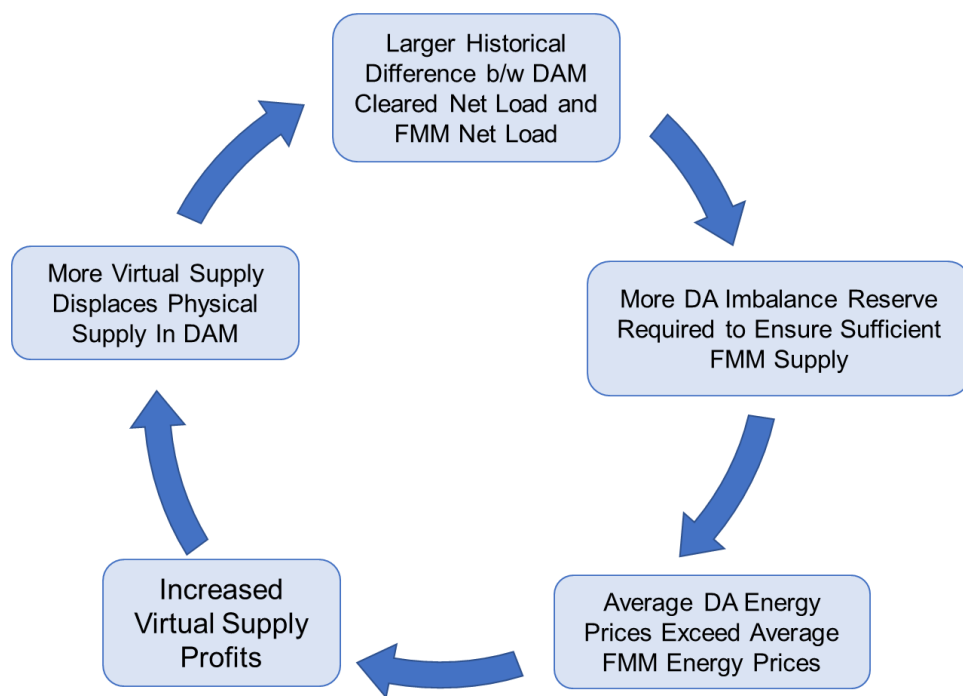 Larger Historical
Difference b/w DAM
Cleared Net Load and
FMM Net Load
More DA Imbalance Reserve
Required to Ensure Sufficient
FMM Supply
Average DA Energy
Prices Exceed Average
FMM Energy Prices
Increased
Virtual Supply
Profits
More Virtual Supply
Displaces Physical
Supply In DAM